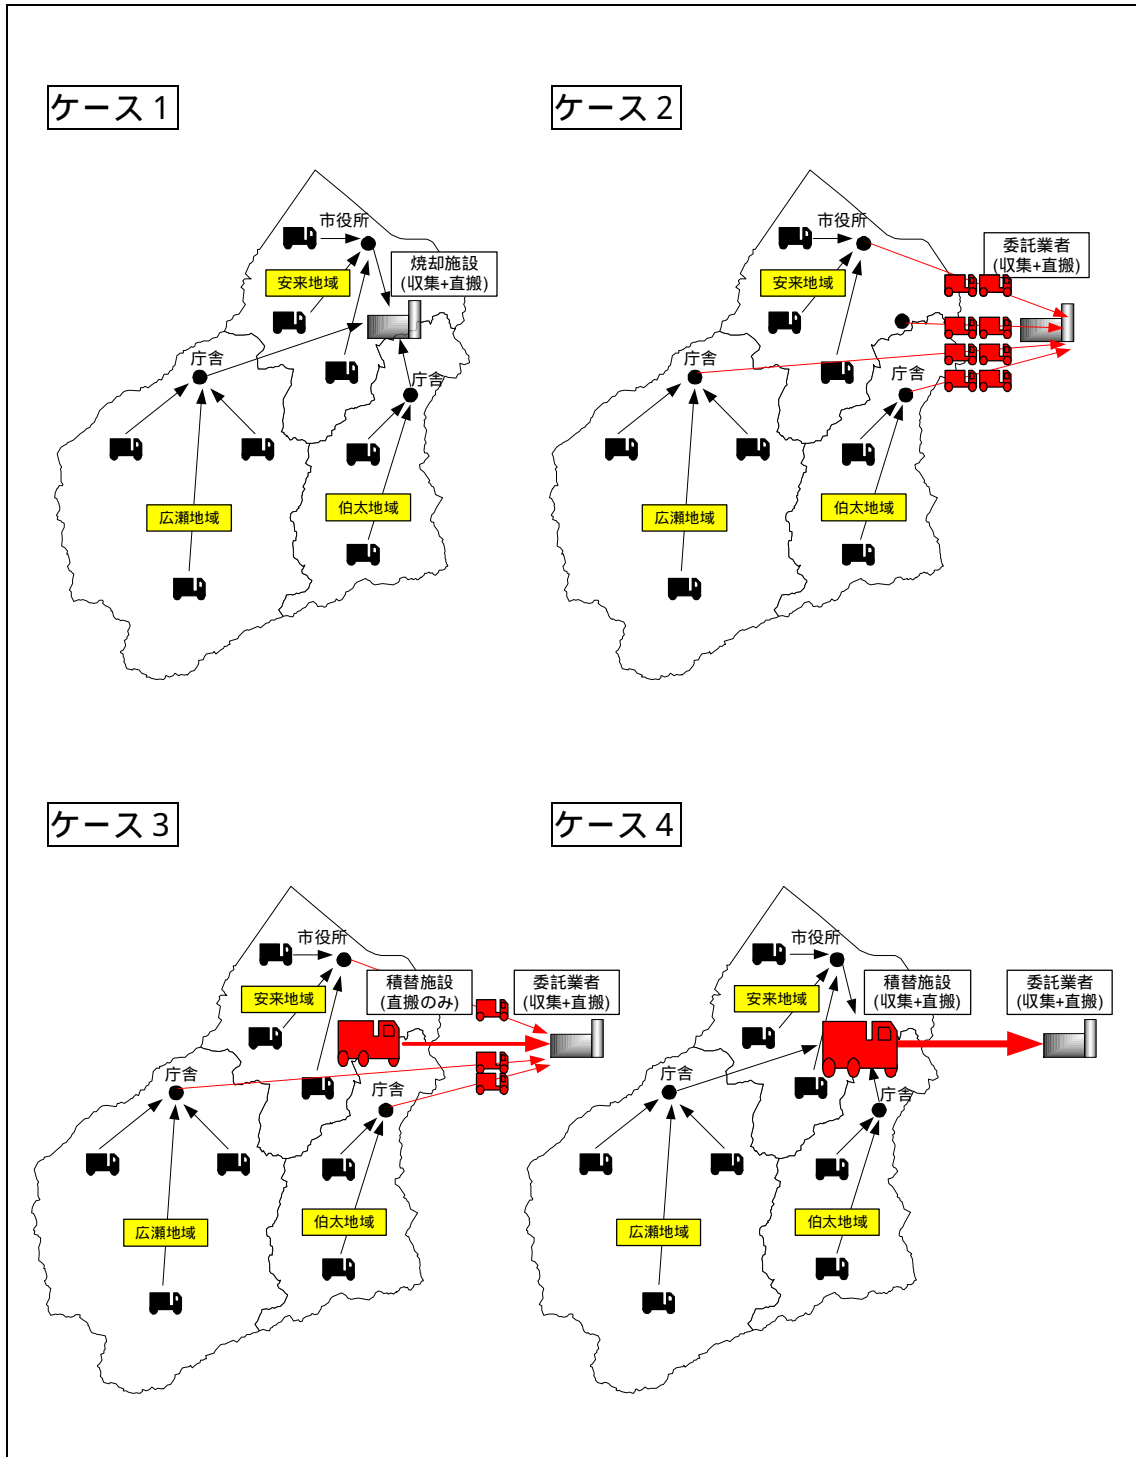 ケース１
市役所
焼却施設
(収集+直搬)
安来地域
庁舎
庁舎
広瀬地域
伯太地域
ケース２
市役所
委託業者
(収集+直搬)
安来地域
庁舎
庁舎
広瀬地域
伯太地域
ケース３
市役所
積替施設
(直搬のみ)
委託業者
(収集+直搬)
安来地域
庁舎
広瀬地域
伯太地域
ケース４
市役所
積替施設
(収集+直搬)
委託業者
(収集+直搬)
安来地域
庁舎
庁舎
広瀬地域
伯太地域